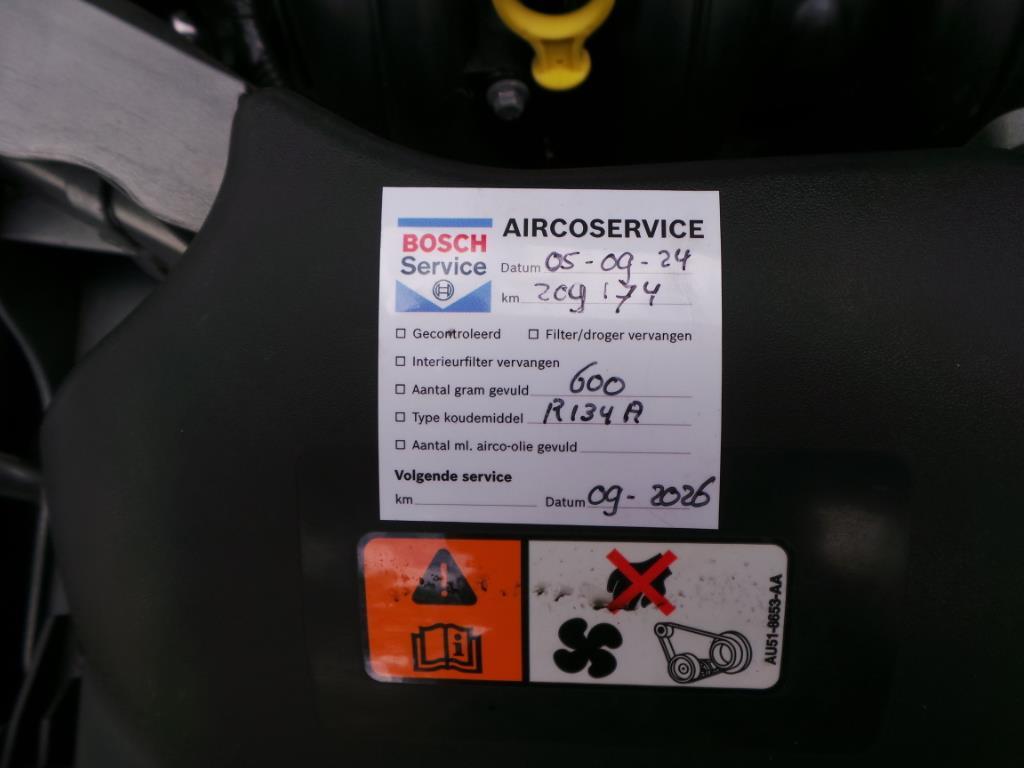 AIRCOSERVICE
BOSCH
Service
Datum 05-09-24
km 209174
Gecontroleerd
Filter/droger vervangen
Interieurfilter vervangen
Aantal gram gevuld 600
Type koudemiddel R134A
Aantal ml. airco-olie gevuld
Volgende service
km
Datum 09-2026
AU51-8653-AA